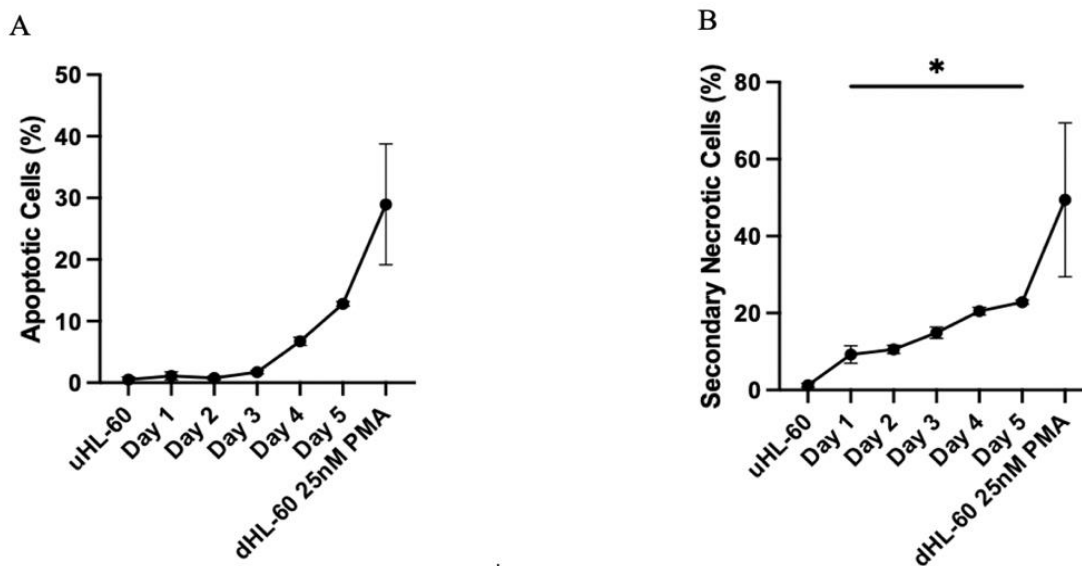 A
Apoptotic Cells (%)
50
40
30
20
10
0
uHL-60
Day 1
Day 2
Day 3
Day 4
Day 5
dHL-60 25nM PMA
B
Secondary Necrotic Cells (%)
80
60
40
20
0
*
uHL-60
Day 1
Day 2
Day 3
Day 4
Day 5
dHL-60 25nM PMA